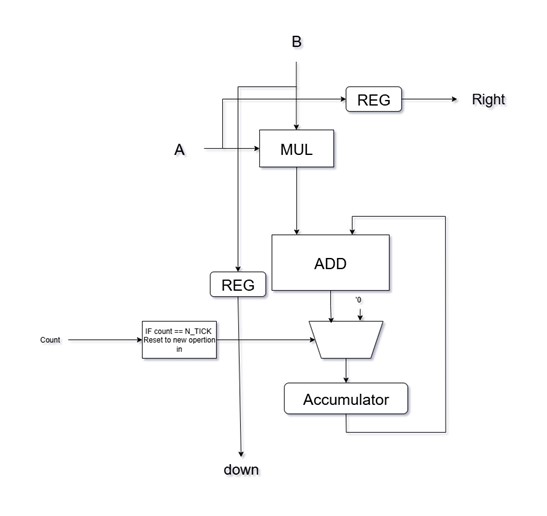 B
REG
Right
A
MUL
ADD
REG
'0
IF count == N_TICK
Reset to new opertion
in
Count
Accumulator
down